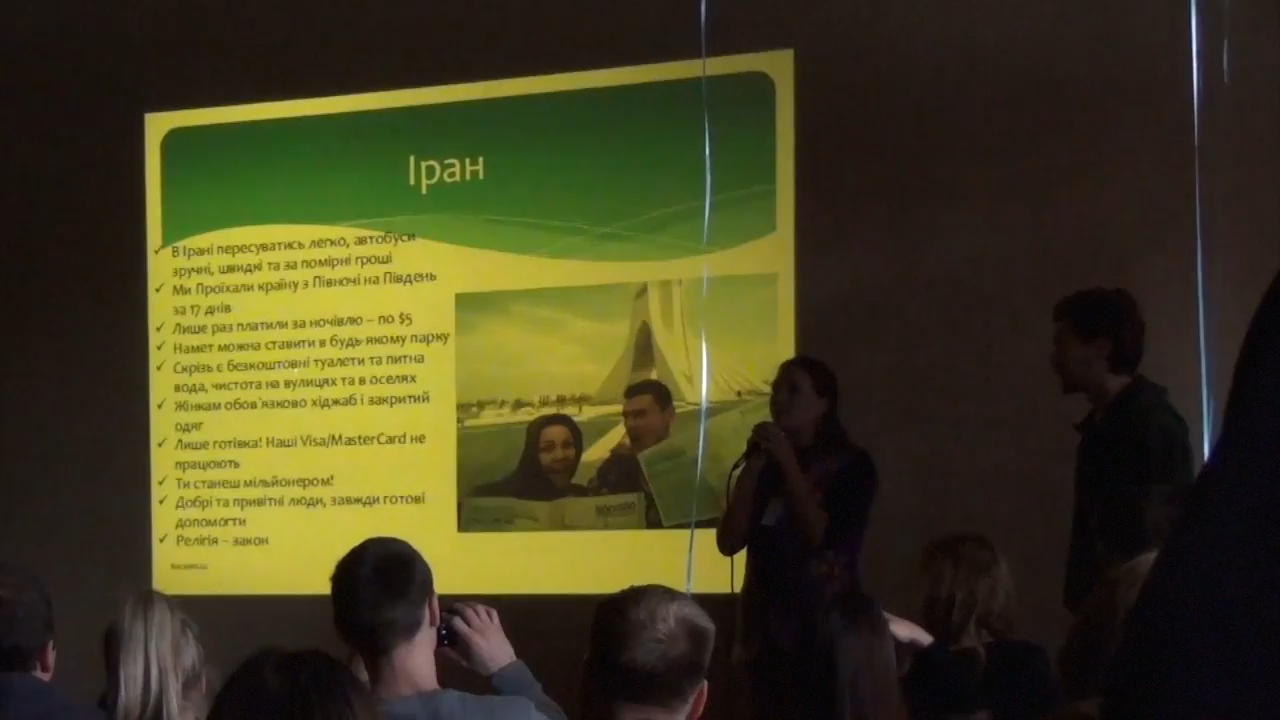 Іран
В Ірані пересуватись легко, автобуси
зручні, швидкі та за помірні гроші
Ми Проїхали країну з Півночі на Південь
за 17 днів
Лише раз платили за ночівлю – по $5
Намет можна ставити в будь-якому парку
Скрізь є безкоштовні туалети та питна
вода, чистота на вулицях та в оселях
Жінкам обов'язково хіджаб і закритий
одяг
Лише готівка! Наші Visa/MasterCard не
працюють
Ти станеш мільйонером!
Добрі та привітні люди, завжди готові
допомогти
Релігія – закон